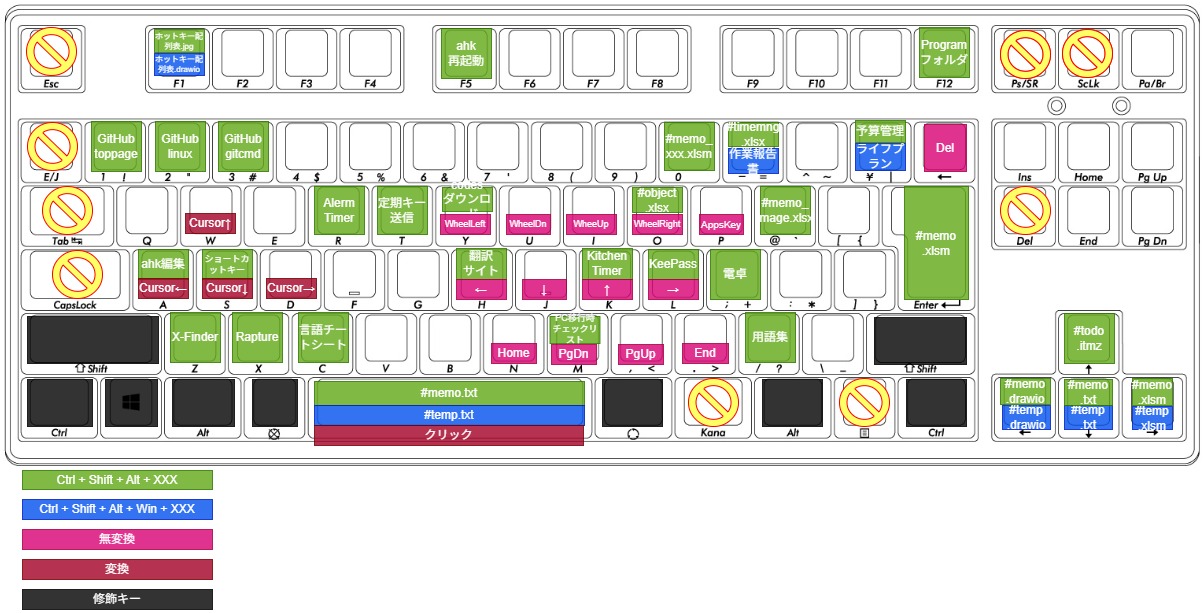 ホットキー配
列表.jpg
ホットキー配
列表.drawio
ahk
再起動
Program
フォルダ
Esc
F1
F2
F3
F4
F5
F6
F7
F8
F9
F10
F11
F12
Ps/SR
ScLk
Pa/Br
GitHub
toppage
GitHub
linux
GitHub
gitcmd
#memo_
xxx.xlsm
#timemng
.xlsx
作業報告
書
予算管理
ライフプ
ラン
Del
E/J
1 !
2 "
3 #
4 $
5 %
6 &
7 '
8 (
9 )
0
- =
^ ~
¥ |
←
Ins
Home
Pg Up
Cursor↑
Alerm
Timer
定期キー
送信
ダウンロー
ド
WheelLeft
WheelDn
WheelUp
#object
.xlsx
WheelRight
AppsKey
#memo_
mage.xlsx
#memo
.xlsm
Tab
Q
W
E
R
T
Y
U
I
O
P
@ `
[ {
Enter
Del
End
Pg Dn
ahk編集
Cursor←
ショートカ
ットキー
Cursor↓
Cursor→
翻訳
サイト
←
↓
Kitchen
Timer
↑
KeePass
→
電卓
CapsLock
A
S
D
F
G
H
J
K
L
; +
: *
] }
X-Finder
Rapture
言語チー
トシート
Home
PC移行時
チェックリ
スト
PgDn
PgUp
End
用語集
#todo
.itmz
Shift
Z
X
C
V
B
N
M
, <
. >
/ ?
\ _
Shift
↑
#memo.txt
#temp.txt
クリック
#memo
.drawio
#temp
.drawio
#memo
.txt
#temp
.txt
#memo
.xlsm
#temp
.xlsm
Ctrl
Alt
Kana
Alt
Ctrl
←
↓
→
Ctrl + Shift + Alt + XXX
Ctrl + Shift + Alt + Win + XXX
無変換
変換
修飾キー